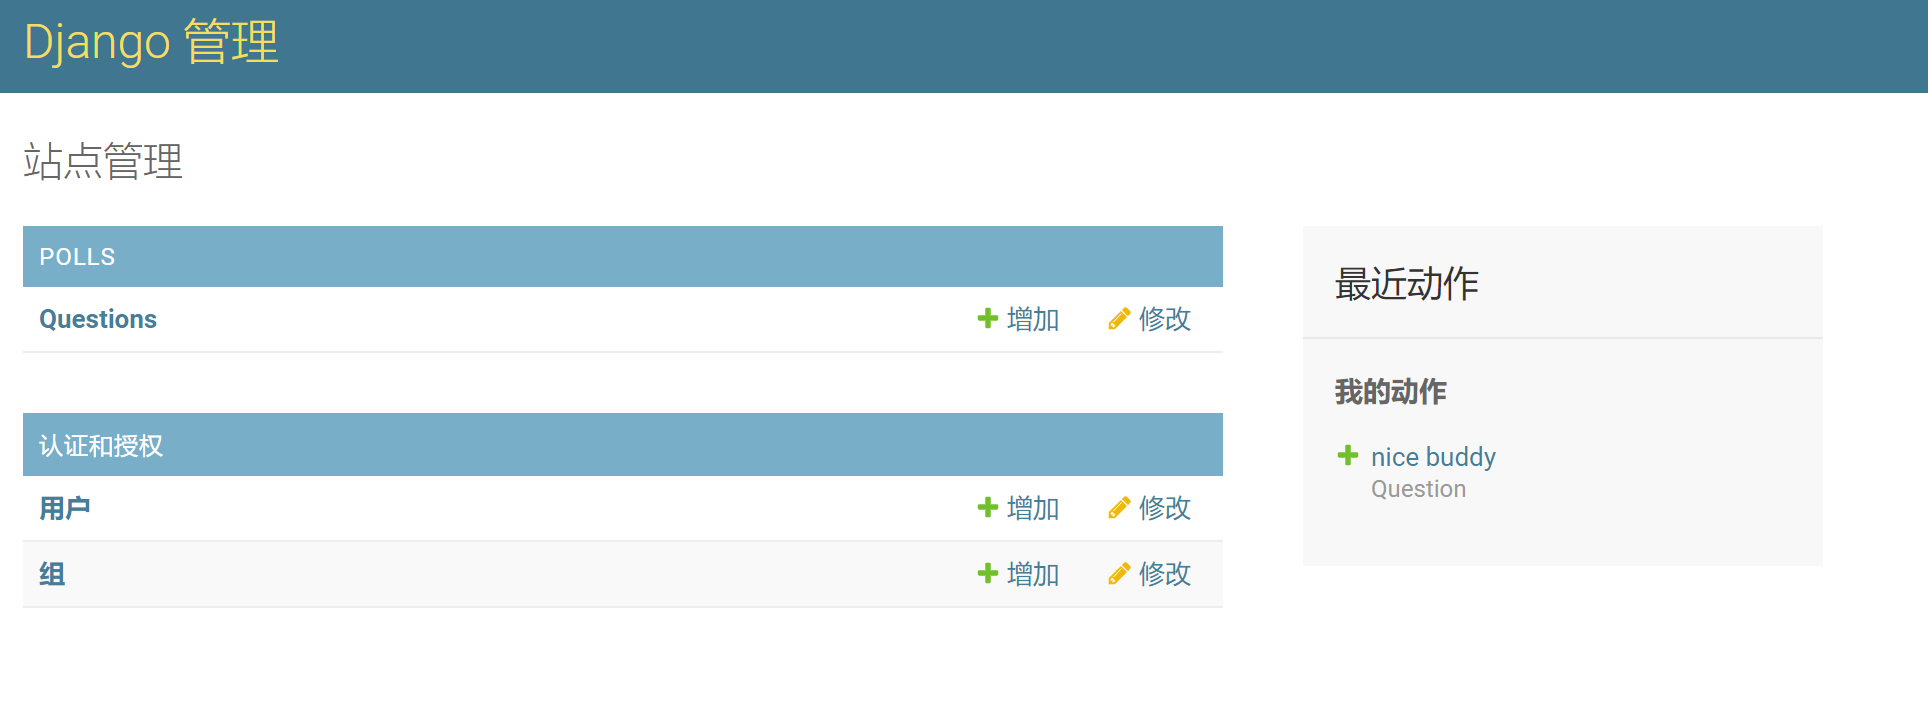 Django 管理
站点管理
POLLS
Questions 增加 修改
认证和授权
用户 增加 修改
组 增加 修改
最近动作
我的动作
nice buddy
Question